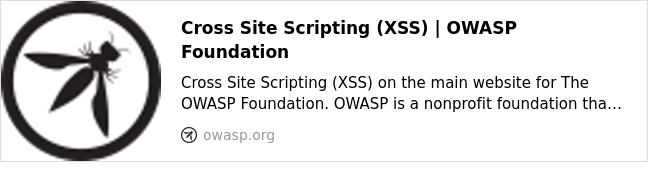 Cross Site Scripting (XSS) | OWASP
Foundation
Cross Site Scripting (XSS) on the main website for The
OWASP Foundation. OWASP is a nonprofit foundation tha...
owasp.org